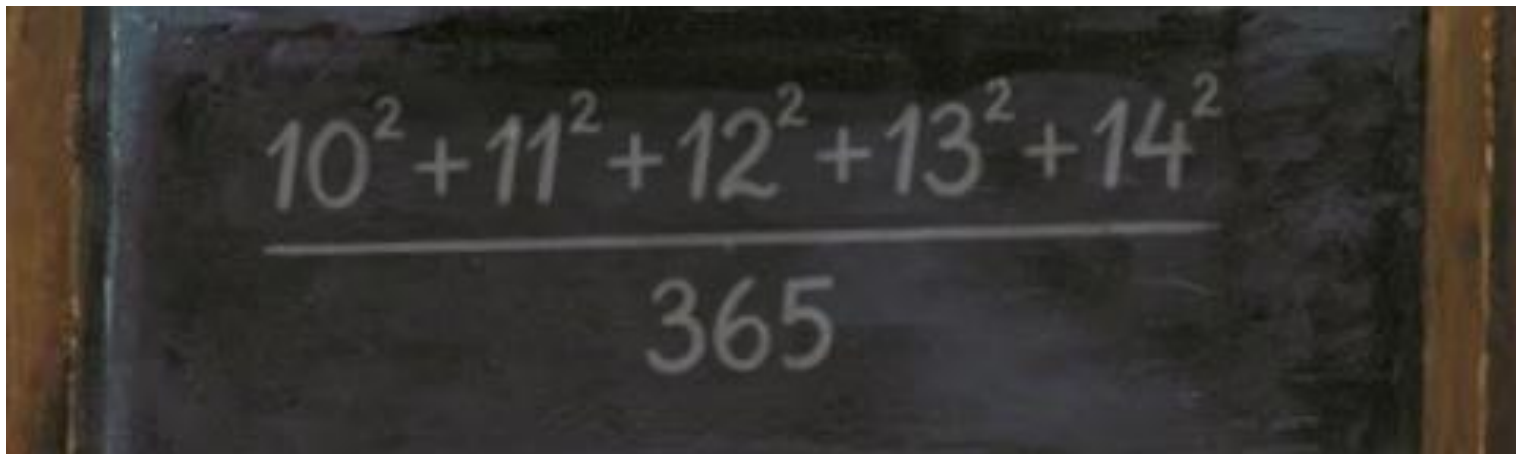 10² + 11² + 12² + 13² + 14²
365